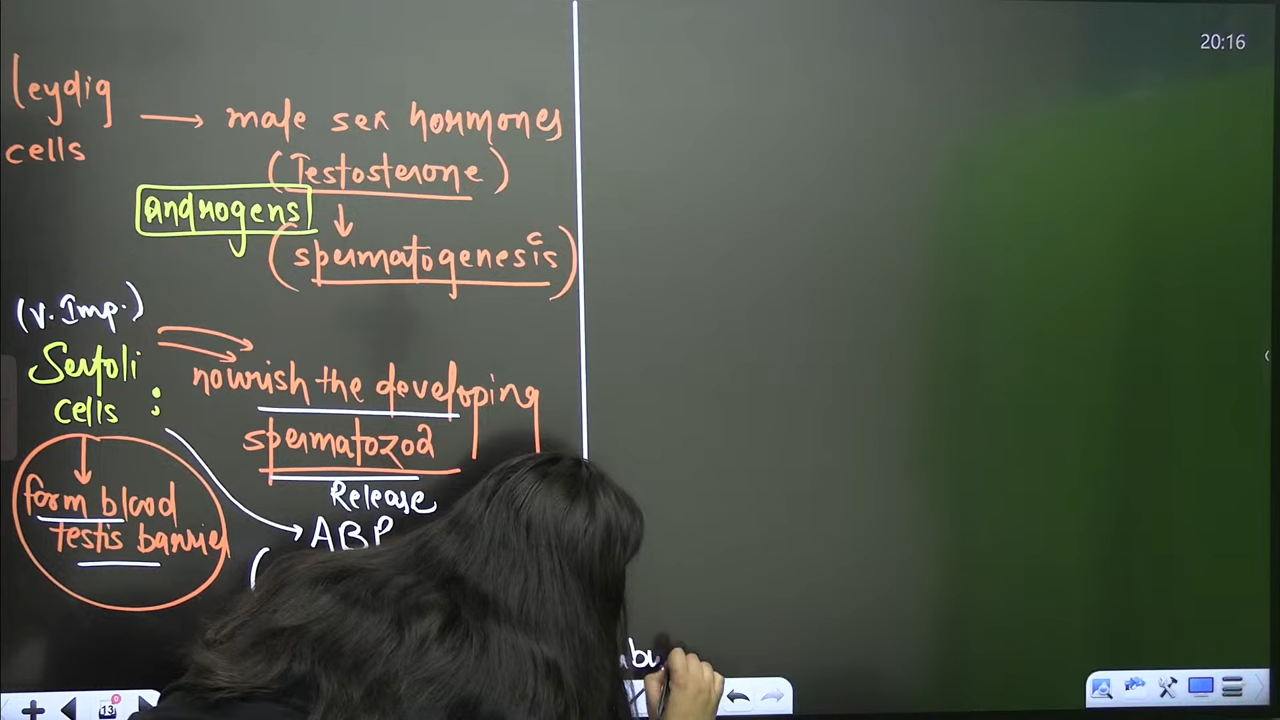 20:16
Leydig cells → male sex hormones
(Testosterone)
androgens
↓
(spermatogenesis)
(V. Imp.)
Sertoli cells :
nourish the developing
spermatozoa
Release
ABP
(
form blood
testis barrier
13